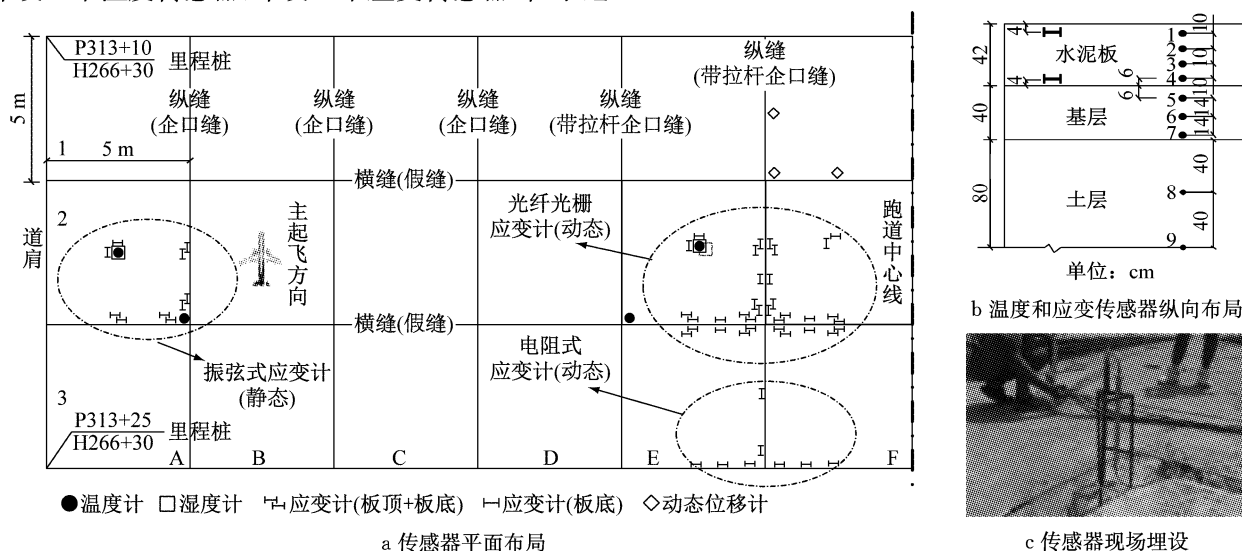 P313+10
H266+30
里程桩
纵缝
(带拉杆企口缝)
纵缝
(企口缝)
纵缝
(企口缝)
纵缝
(企口缝)
纵缝
(带拉杆企口缝)
5 m
1
5 m
横缝(假缝)
2
道肩
主起飞方向
光纤光栅
应变计(动态)
跑道中心线
横缝(假缝)
振弦式应变计
(静态)
电阻式
应变计(动态)
3
P313+25
H266+30
里程桩
A
B
C
D
E
F
温度计
湿度计
应变计(板顶+板底)
应变计(板底)
动态位移计
a 传感器平面布局
42
40
80
4
4
水泥板
基层
土层
6
6
1
2
3
4
5
6
7
8
9
10
10
10
14
14
40
40
单位：cm
b 温度和应变传感器纵向布局
c 传感器现场埋设